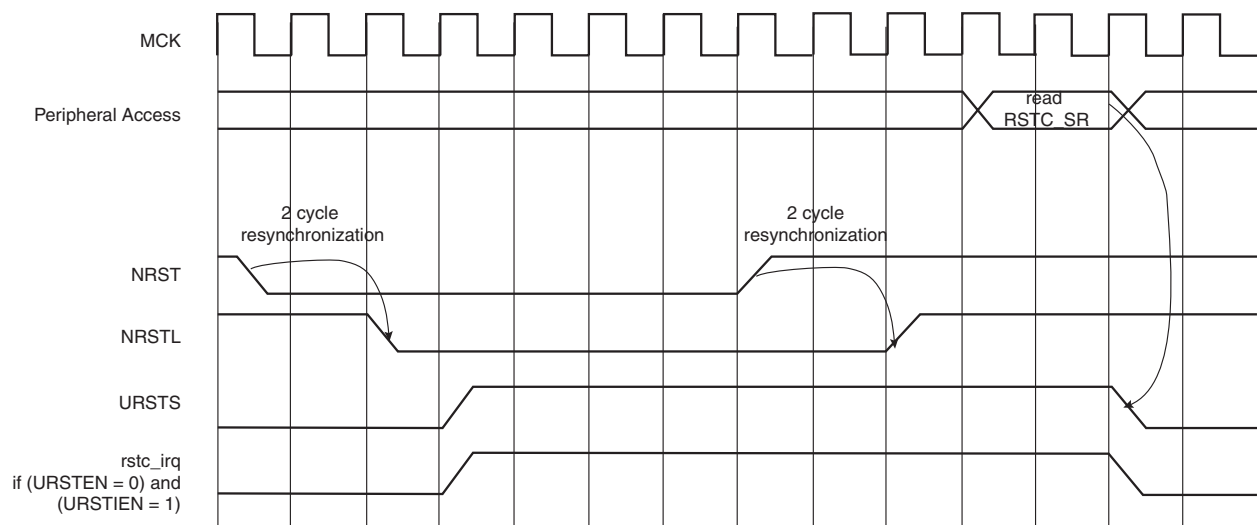 MCK
Peripheral Access
read
RSTC_SR
2 cycle
resynchronization
2 cycle
resynchronization
NRST
NRSTL
URSTS
rstc_irq
if (URSTEN = 0) and
(URSTIEN = 1)